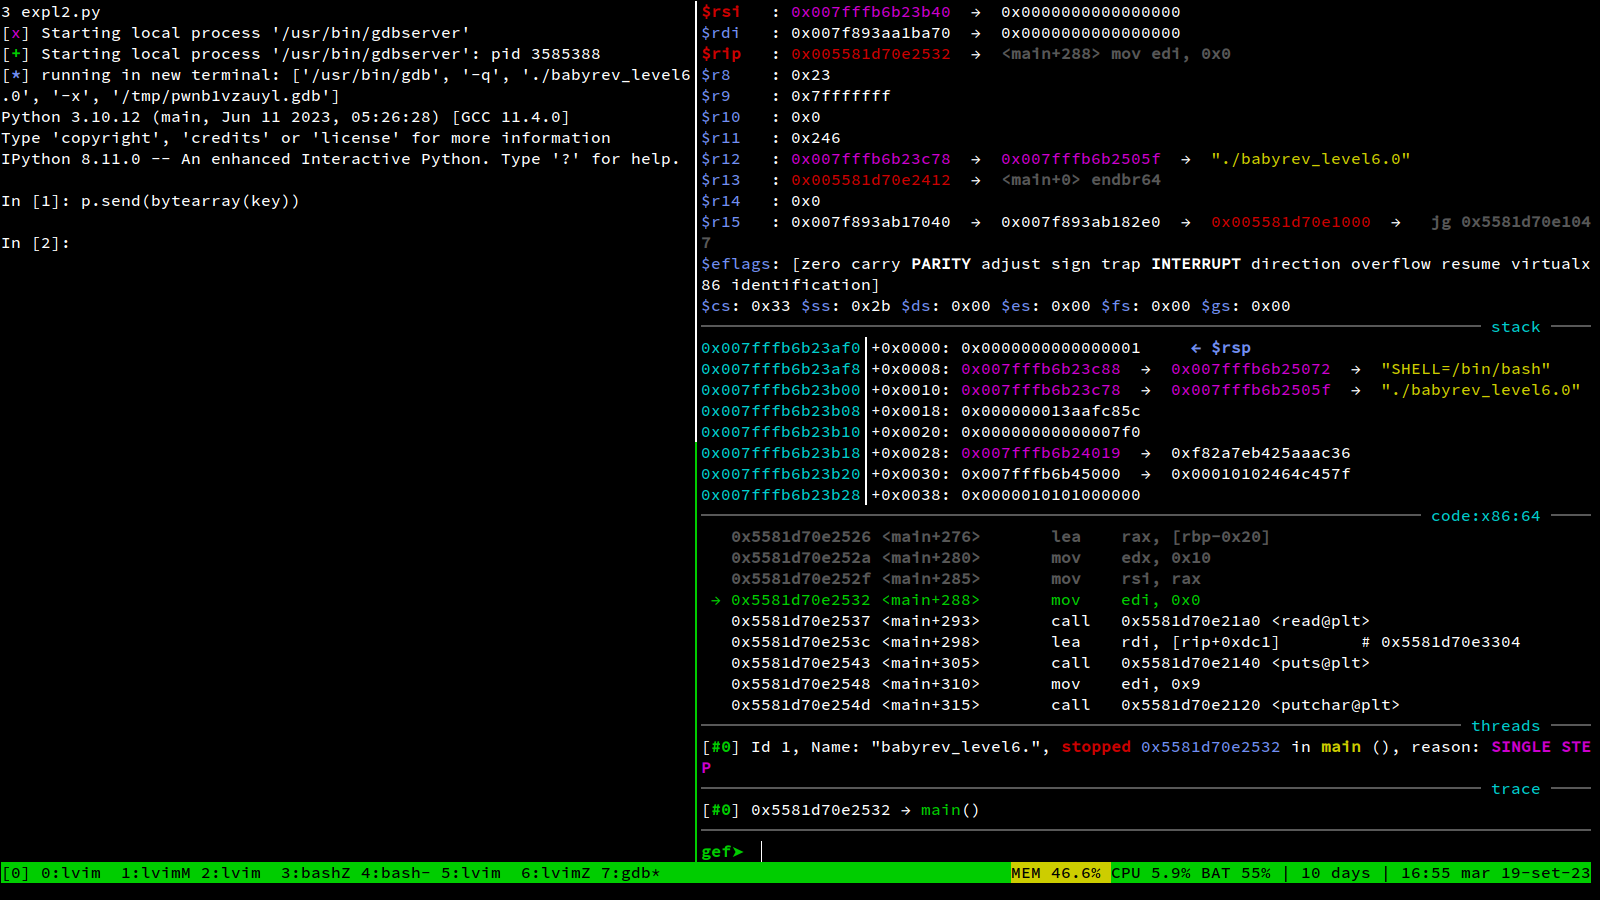 3 expl2.py
[x] Starting local process '/usr/bin/gdbserver'
[+] Starting local process '/usr/bin/gdbserver': pid 3585388
[*] running in new terminal: ['/usr/bin/gdb', '-q', './babyrev_level6
.0', '-x', '/tmp/pwnb1vzauyl.gdb']
Python 3.10.12 (main, Jun 11 2023, 05:26:28) [GCC 11.4.0]
Type 'copyright', 'credits' or 'license' for more information
IPython 8.11.0 -- An enhanced Interactive Python. Type '?' for help.
In [1]: p.send(bytearray(key))
In [2]:
$rsi   : 0x007fffb6b23b40  →  0x0000000000000000
$rdi   : 0x007f893aa1ba70  →  0x0000000000000000
$rip   : 0x005581d70e2532  →  <main+288> mov edi, 0x0
$r8    : 0x23
$r9    : 0x7fffffff
$r10   : 0x0
$r11   : 0x246
$r12   : 0x007fffb6b23c78  →  0x007fffb6b2505f  →  "./babyrev_level6.0"
$r13   : 0x005581d70e2412  →  <main+0> endbr64
$r14   : 0x0
$r15   : 0x007f893ab17040  →  0x007f893ab182e0  →  0x005581d70e1000  →   jg 0x5581d70e104
7
$eflags: [zero carry PARITY adjust sign trap INTERRUPT direction overflow resume virtualx
86 identification]
$cs: 0x33 $ss: 0x2b $ds: 0x00 $es: 0x00 $fs: 0x00 $gs: 0x00
stack
0x007fffb6b23af0│+0x0000: 0x0000000000000001     ← $rsp
0x007fffb6b23af8│+0x0008: 0x007fffb6b23c88  →  0x007fffb6b25072  →  "SHELL=/bin/bash"
0x007fffb6b23b00│+0x0010: 0x007fffb6b23c78  →  0x007fffb6b2505f  →  "./babyrev_level6.0"
0x007fffb6b23b08│+0x0018: 0x000000013aafc85c
0x007fffb6b23b10│+0x0020: 0x00000000000007f0
0x007fffb6b23b18│+0x0028: 0x007fffb6b24019  →  0xf82a7eb425aaac36
0x007fffb6b23b20│+0x0030: 0x007fffb6b45000  →  0x00010102464c457f
0x007fffb6b23b28│+0x0038: 0x0000010101000000
code:x86:64
0x5581d70e2526 <main+276>       lea    rax, [rbp-0x20]
0x5581d70e252a <main+280>       mov    edx, 0x10
0x5581d70e252f <main+285>       mov    rsi, rax
→ 0x5581d70e2532 <main+288>       mov    edi, 0x0
0x5581d70e2537 <main+293>       call   0x5581d70e21a0 <read@plt>
0x5581d70e253c <main+298>       lea    rdi, [rip+0xdc1]        # 0x5581d70e3304
0x5581d70e2543 <main+305>       call   0x5581d70e2140 <puts@plt>
0x5581d70e2548 <main+310>       mov    edi, 0x9
0x5581d70e254d <main+315>       call   0x5581d70e2120 <putchar@plt>
threads
[#0] Id 1, Name: "babyrev_level6.", stopped 0x5581d70e2532 in main (), reason: SINGLE STE
P
trace
[#0] 0x5581d70e2532 → main()
gef➤
[0] 0:lvim  1:lvimM 2:lvim  3:bashZ 4:bash- 5:lvim  6:lvimZ 7:gdb* MEM 46.6% CPU 5.9% BAT 55% | 10 days | 16:55 mar 19-set-23